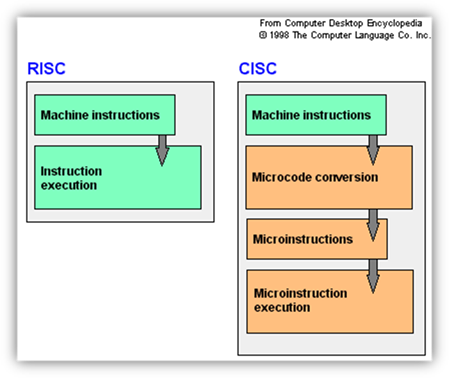 From Computer Desktop Encyclopedia
© 1998 The Computer Language Co. Inc.
RISC
Machine instructions
Instruction
execution
CISC
Machine instructions
Microcode conversion
Microinstructions
Microinstruction
execution